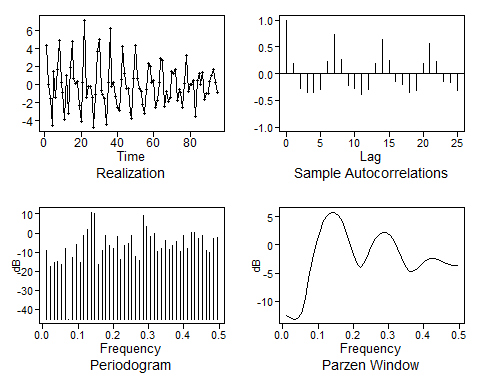 6
4
2
0
-2
-4
0 20 40 60 80
Time
Realization
1.0
0.5
0.0
-0.5
-1.0
0 5 10 15 20 25
Lag
Sample Autocorrelations
10
0
-10
-20
-30
-40
dB
0.0 0.1 0.2 0.3 0.4 0.5
Frequency
Periodogram
5
0
-5
-10
dB
0.0 0.1 0.2 0.3 0.4 0.5
Frequency
Parzen Window